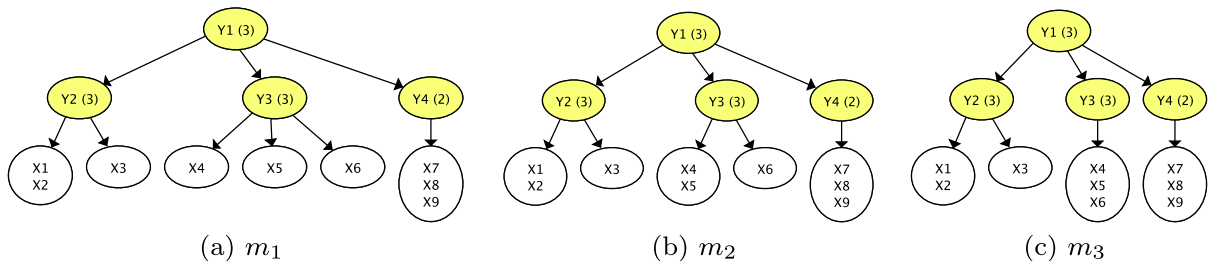 Y1 (3)
Y2 (3) Y3 (3) Y4 (2)
X1 X3 X4 X5 X6 X7
X2 X8
X9
(a) m1
Y1 (3)
Y2 (3) Y3 (3) Y4 (2)
X1 X3 X4 X6 X7
X2 X5 X8
X9
(b) m2
Y1 (3)
Y2 (3) Y3 (3) Y4 (2)
X1 X3 X4 X7
X2 X5 X8
X6 X9
(c) m3